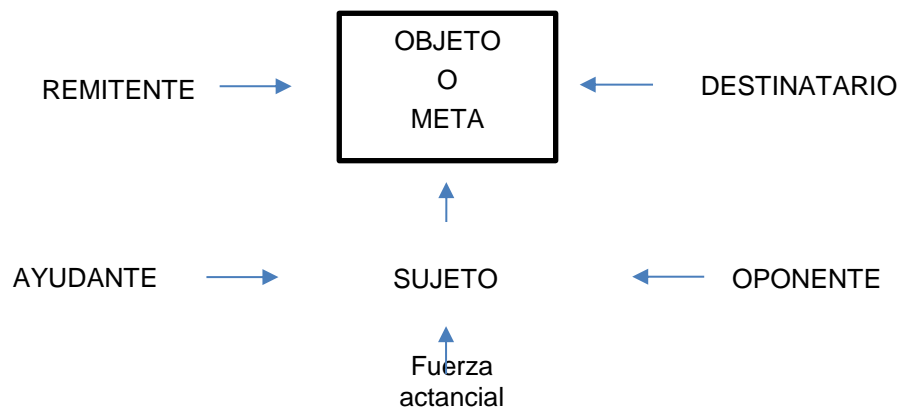 OBJETO
O
META
REMITENTE
DESTINATARIO
AYUDANTE
SUJETO
OPONENTE
Fuerza
actancial